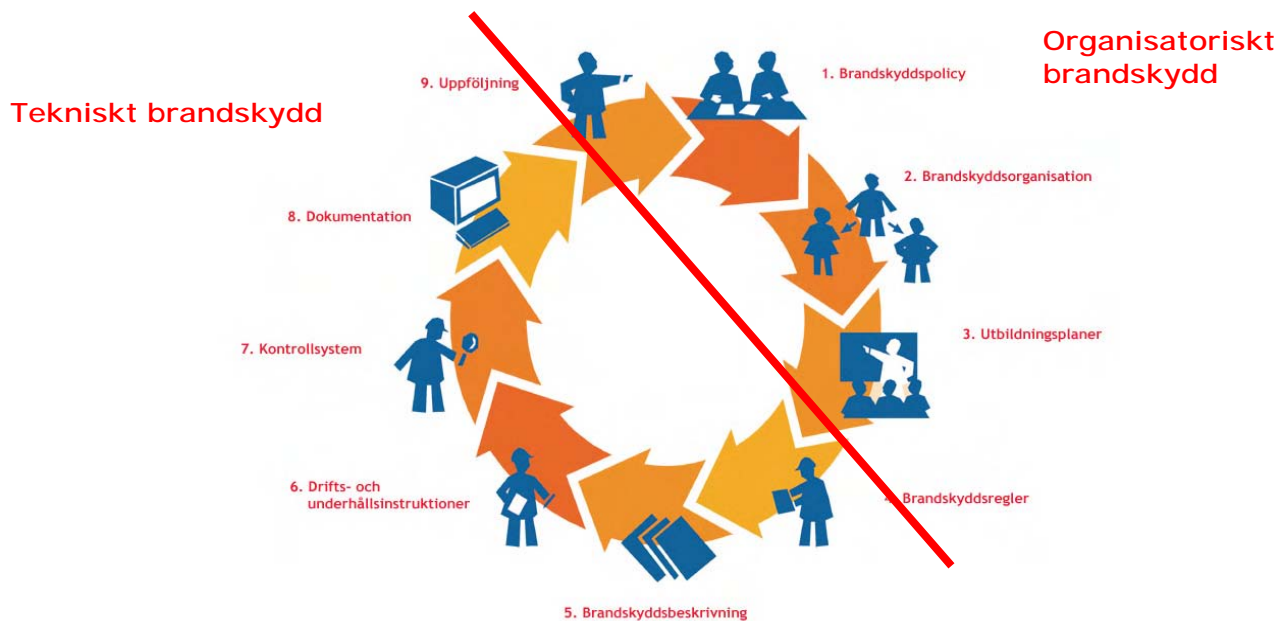 Organisatoriskt
brandskydd
Tekniskt brandskydd
1. Brandskyddspolicy
2. Brandskyddsorganisation
3. Utbildningsplaner
4. Brandskyddsregler
5. Brandskyddsbeskrivning
6. Drifts- och
underhållsinstruktioner
7. Kontrollsystem
8. Dokumentation
9. Uppföljning